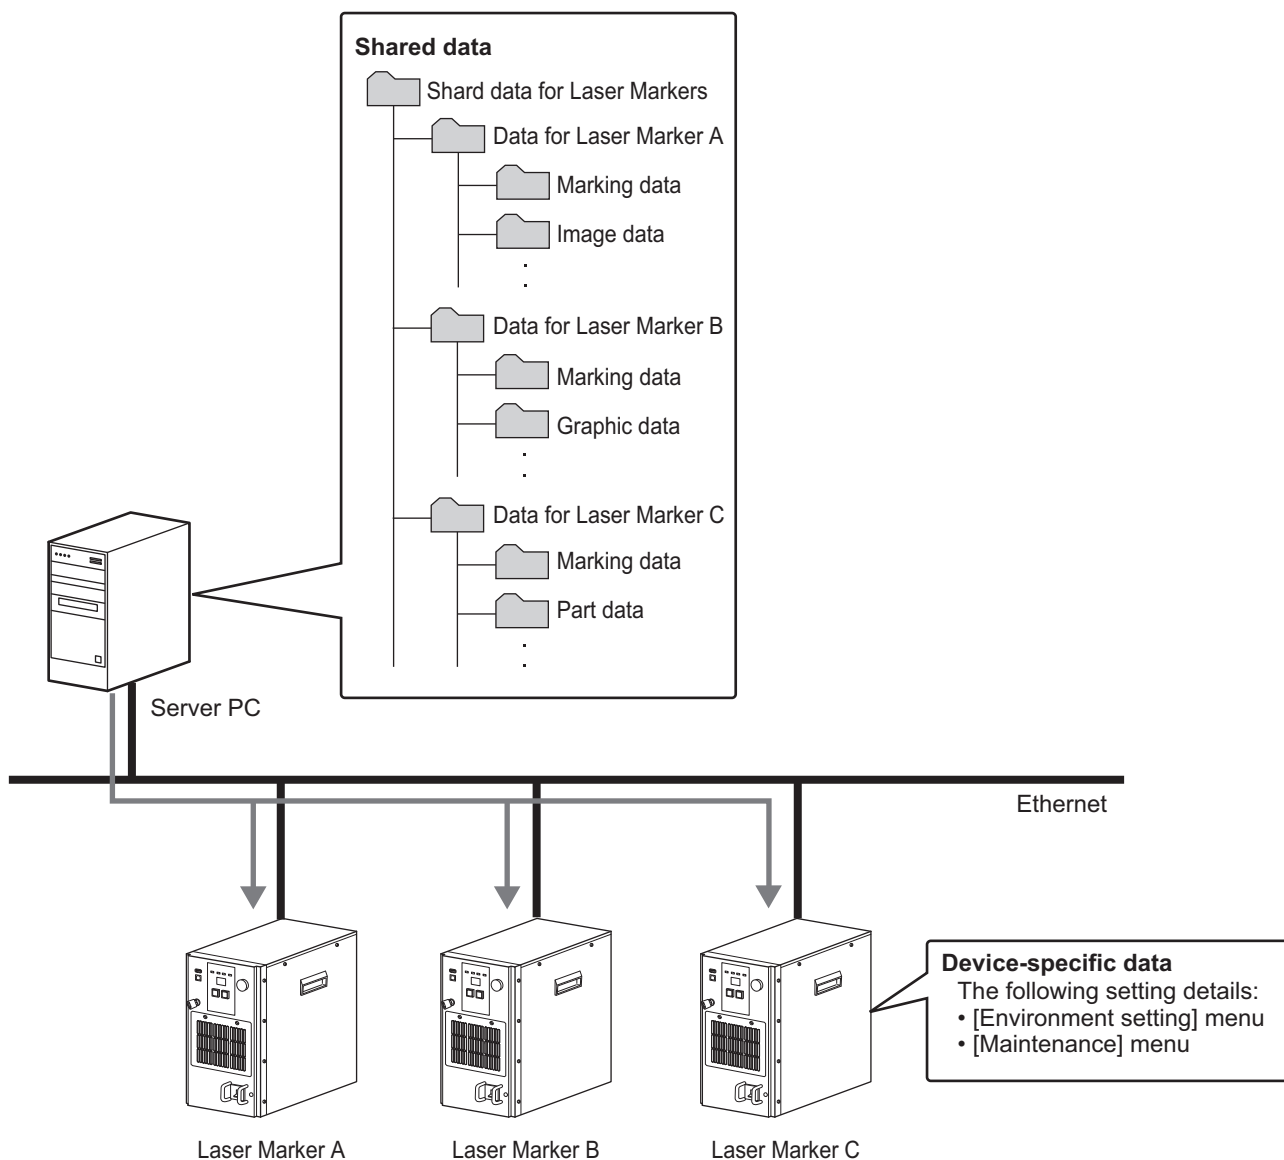 Shared data
Shard data for Laser Markers
Data for Laser Marker A
Marking data
Image data
Data for Laser Marker B
Marking data
Graphic data
Data for Laser Marker C
Marking data
Part data
Server PC
Ethernet
Device-specific data
The following setting details:
• [Environment setting] menu
• [Maintenance] menu
Laser Marker A
Laser Marker B
Laser Marker C